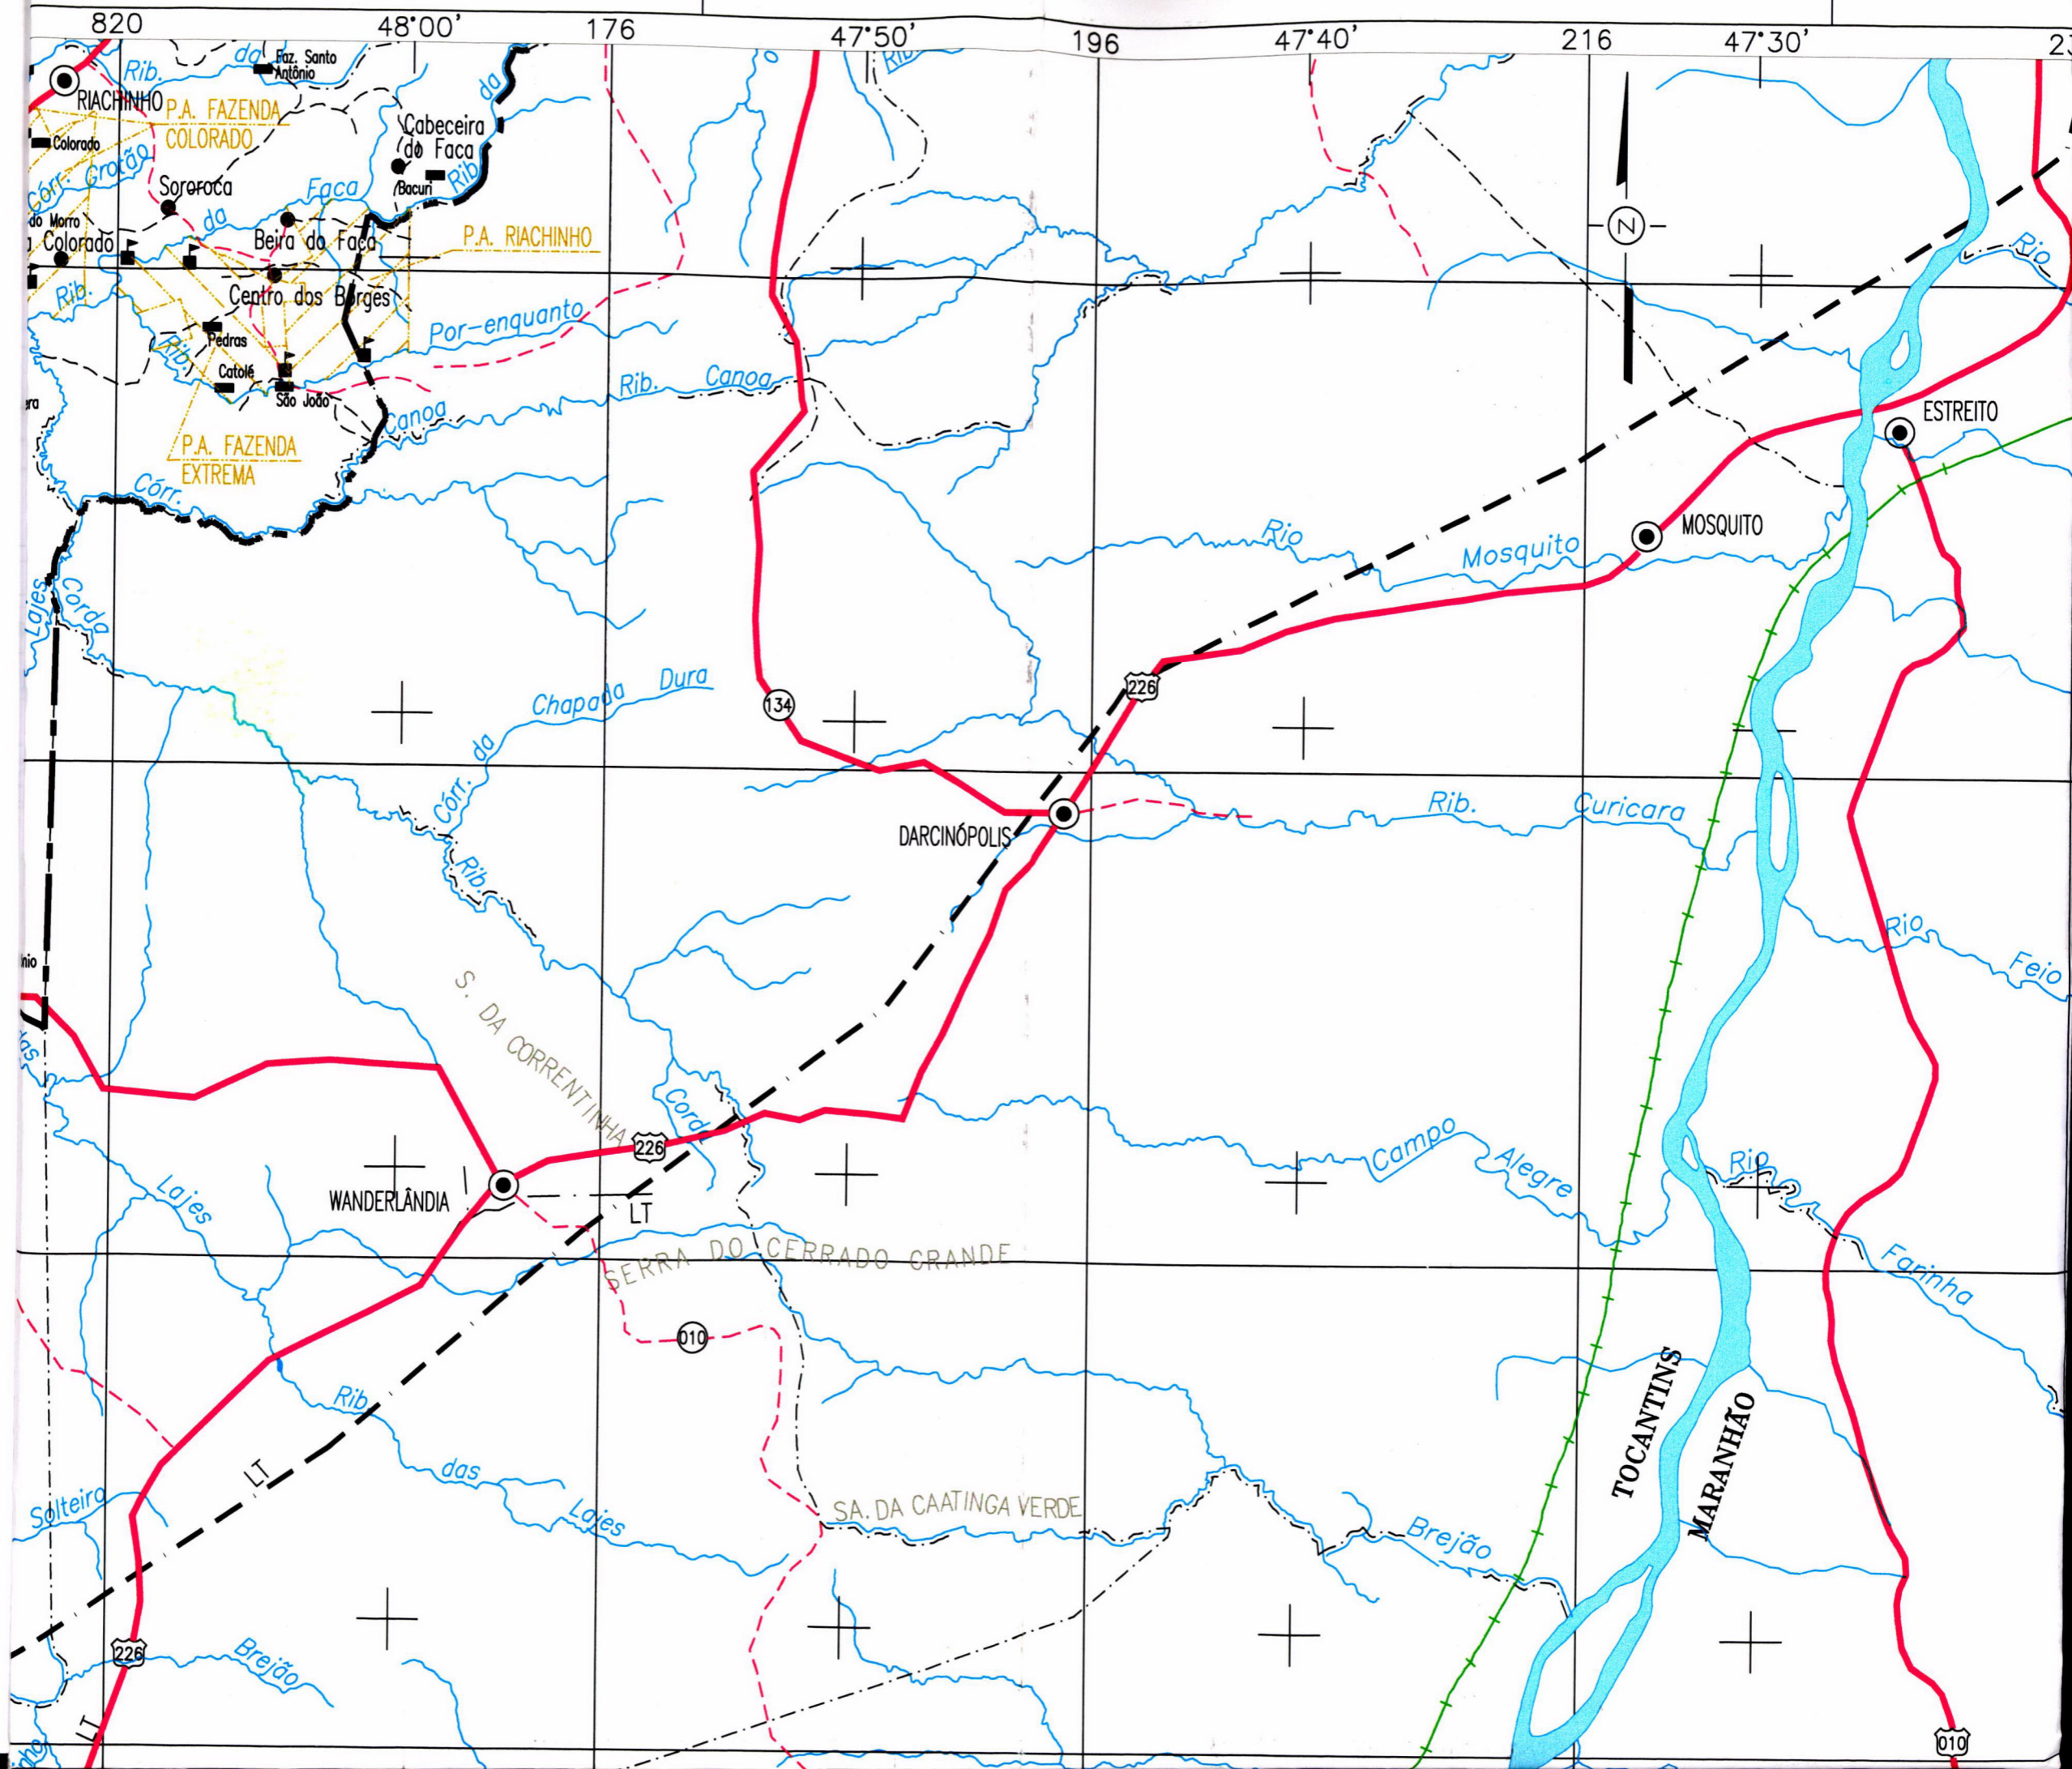 820
48°00'
176
47°50'
196
47°40'
216
47°30'
Rib.
da
Faz. Santo
Antônio
RIACHINHO
P.A. FAZENDA
COLORADO
Colorado
Córr. Grotão
Cabeceira
do Faca
da
Rib.
Rib.
Bacuri
Sororoca
da
Faca
do Morro
Colorado
Beira do Faca
P.A. RIACHINHO
Rio
Centro dos Borges
Rib.
Por-enquanto
Pedras
Rib.
Catolé
São João
Rib.
Canoa
Canoa
ESTREITO
P.A. FAZENDA
EXTREMA
Córr.
MOSQUITO
Rio
Mosquito
Lajes
Corda
226
Chapada Dura
134
Córr. da
DARCINÓPOLIS
Rib.
Curicara
Rib.
Rio
Feio
S. DA CORRENTINHA
Corda
226
Campo
Alegre
Rio
Farinha
WANDERLÂNDIA
LT
Lajes
SERRA DO CERRADO GRANDE
010
Rib.
TOCANTINS
MARANHÃO
LT
das
Lajes
Solteiro
SA. DA CAATINGA VERDE
Brejão
226
Brejão
LT
010